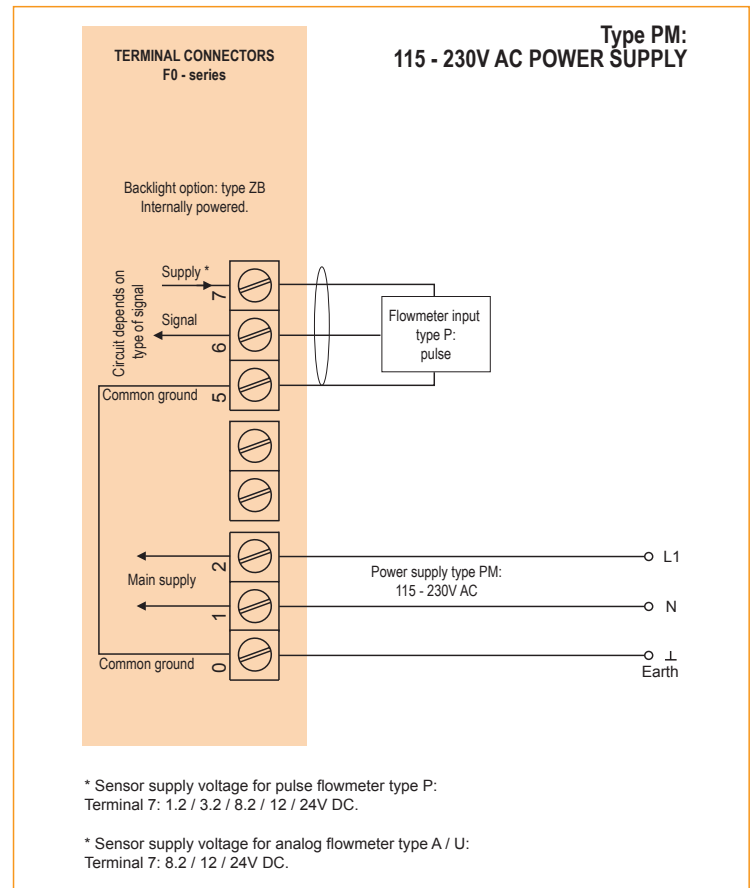 Type PM:
115 - 230V AC POWER SUPPLY
TERMINAL CONNECTORS
F0 - series
Backlight option: type ZB
Internally powered.
Circuit depends on
type of signal
Supply *
7
Signal
6
Common ground
5
Flowmeter input
type P:
pulse
2
Main supply
1
Common ground
0
Power supply type PM:
115 - 230V AC
L1
N
Earth
* Sensor supply voltage for pulse flowmeter type P:
Terminal 7: 1.2 / 3.2 / 8.2 / 12 / 24V DC.
* Sensor supply voltage for analog flowmeter type A / U:
Terminal 7: 8.2 / 12 / 24V DC.